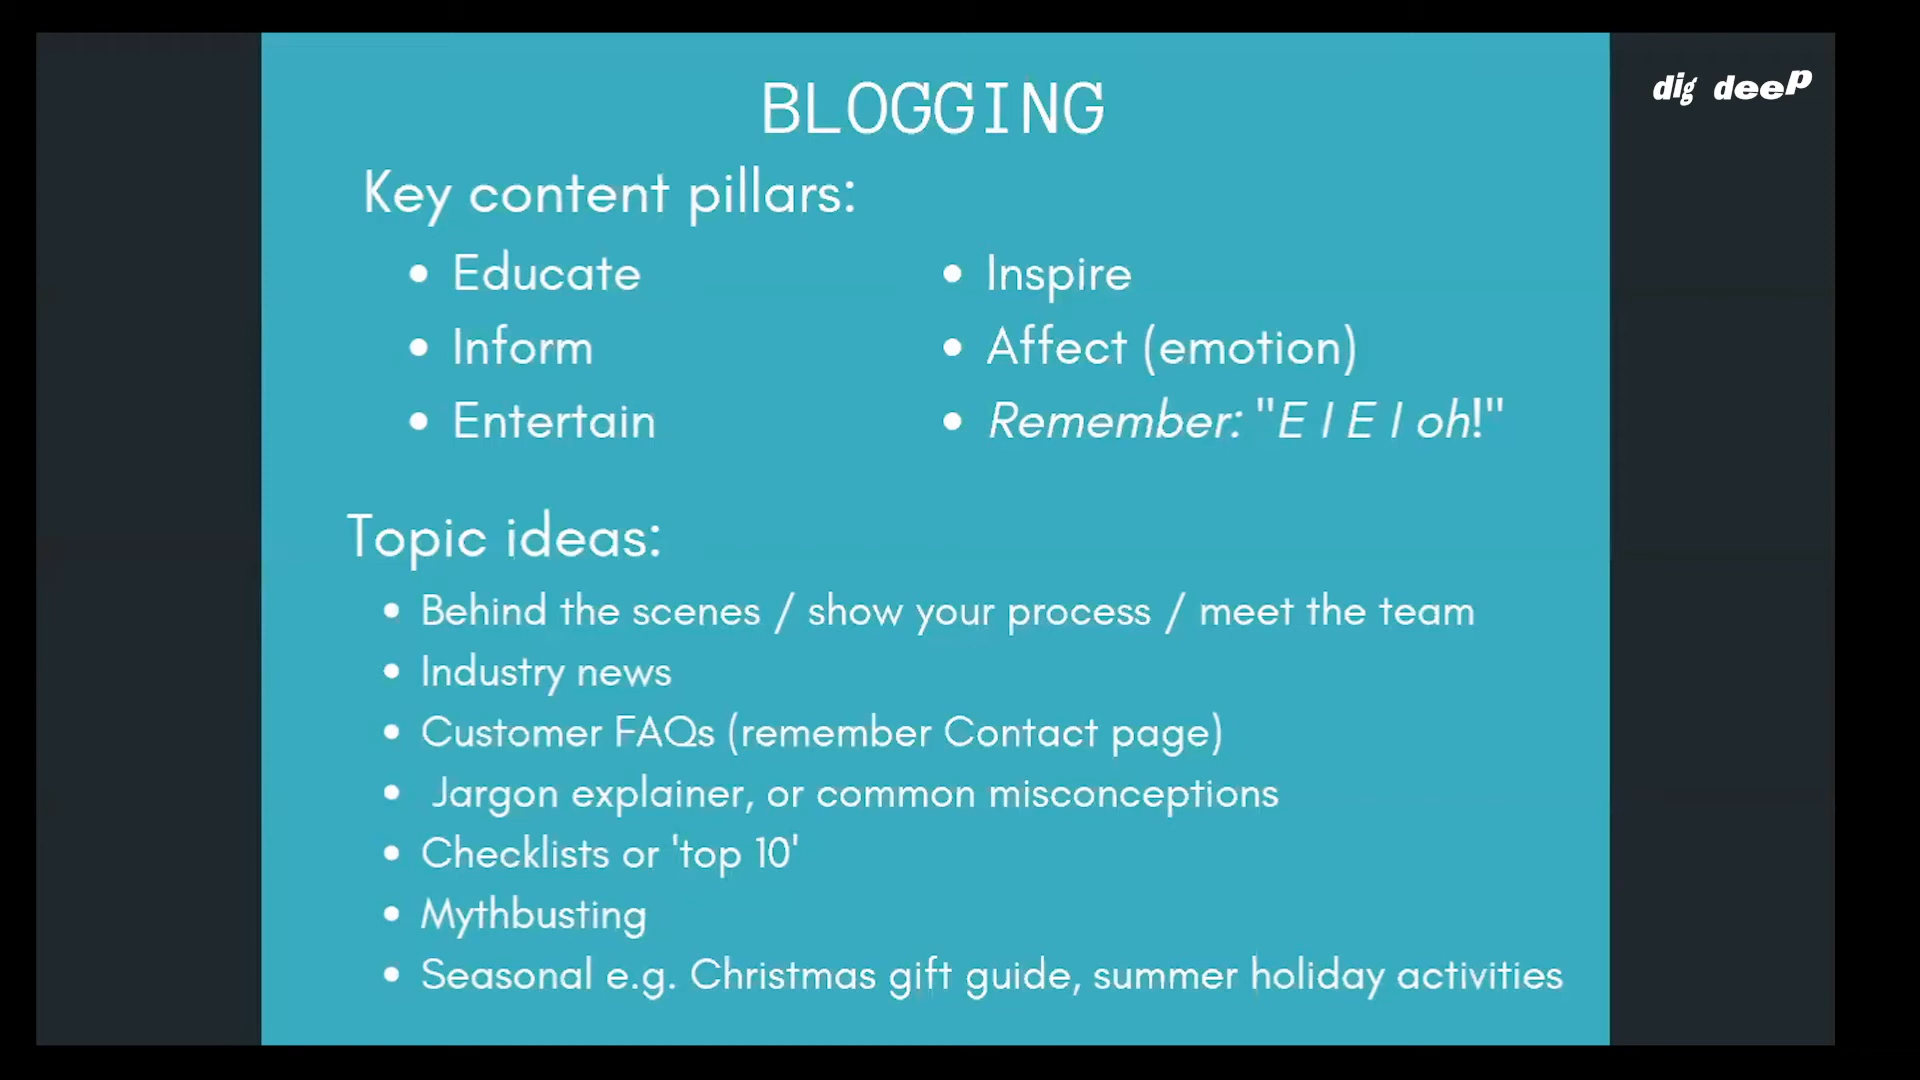 dig deep
BLOGGING
Key content pillars:
• Educate
• Inform
• Entertain
• Inspire
• Affect (emotion)
• Remember: "E I E I oh!"
Topic ideas:
• Behind the scenes / show your process / meet the team
• Industry news
• Customer FAQs (remember Contact page)
• Jargon explainer, or common misconceptions
• Checklists or 'top 10'
• Mythbusting
• Seasonal e.g. Christmas gift guide, summer holiday activities